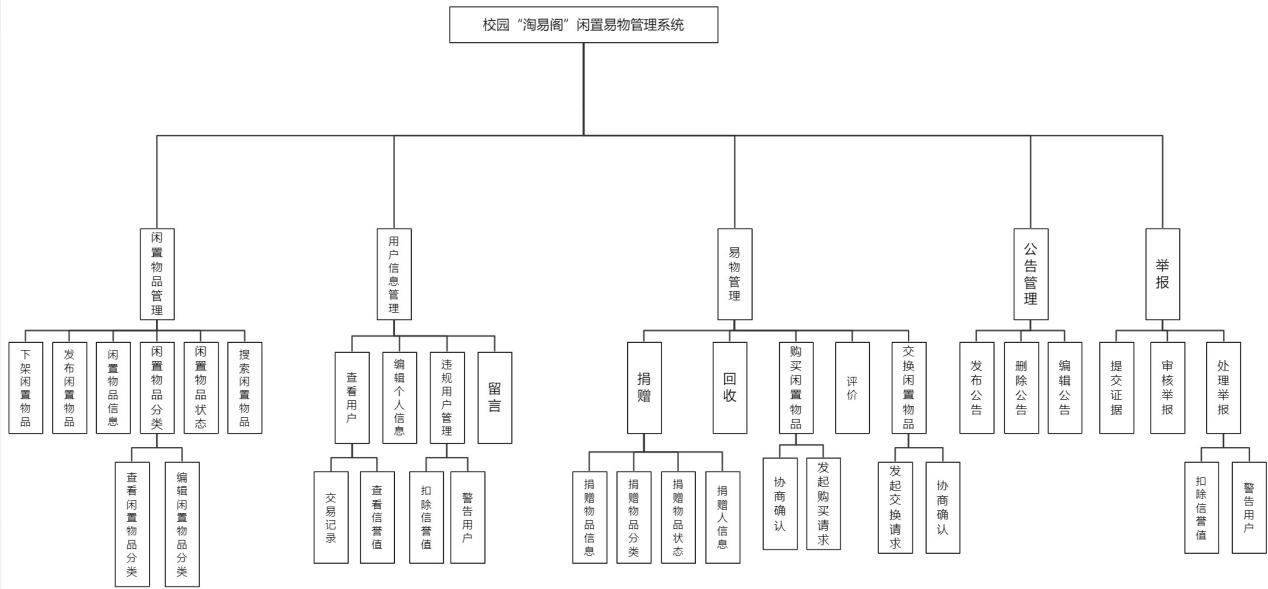 校园“淘易阁”闲置易物管理系统
闲置物品管理
用户信息管理
易物管理
公告管理
举报
下架闲置物品
发布闲置物品
闲置物品信息
闲置物品分类
闲置物品状态
搜索闲置物品
查看用户
编辑个人信息
违规用户管理
留言
捐赠
回收
购买闲置物品
评价
交换闲置物品
发布公告
删除公告
编辑公告
提交证据
审核举报
处理举报
查看闲置物品分类
编辑闲置物品分类
交易记录
查看信誉值
扣除信誉值
警告用户
捐赠物品信息
捐赠物品分类
捐赠物品状态
捐赠人信息
协商确认
发起购买请求
发起交换请求
协商确认
扣除信誉值
警告用户